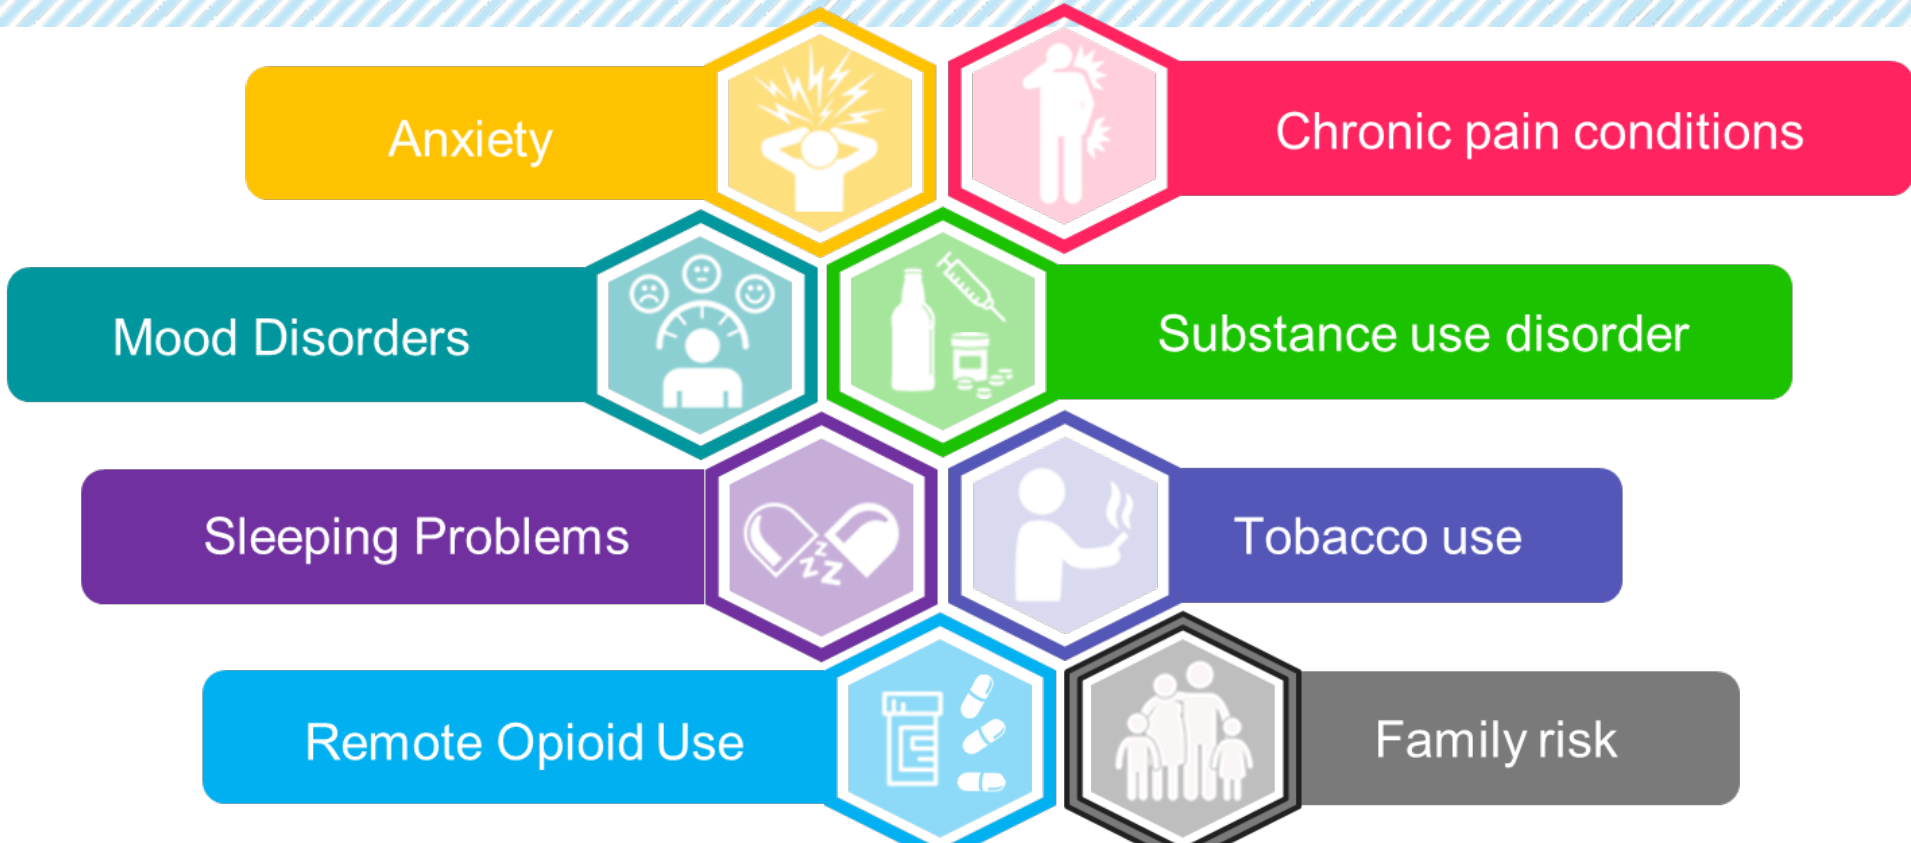 Anxiety
Chronic pain conditions
Mood Disorders
Substance use disorder
Sleeping Problems
Tobacco use
Remote Opioid Use
Family risk